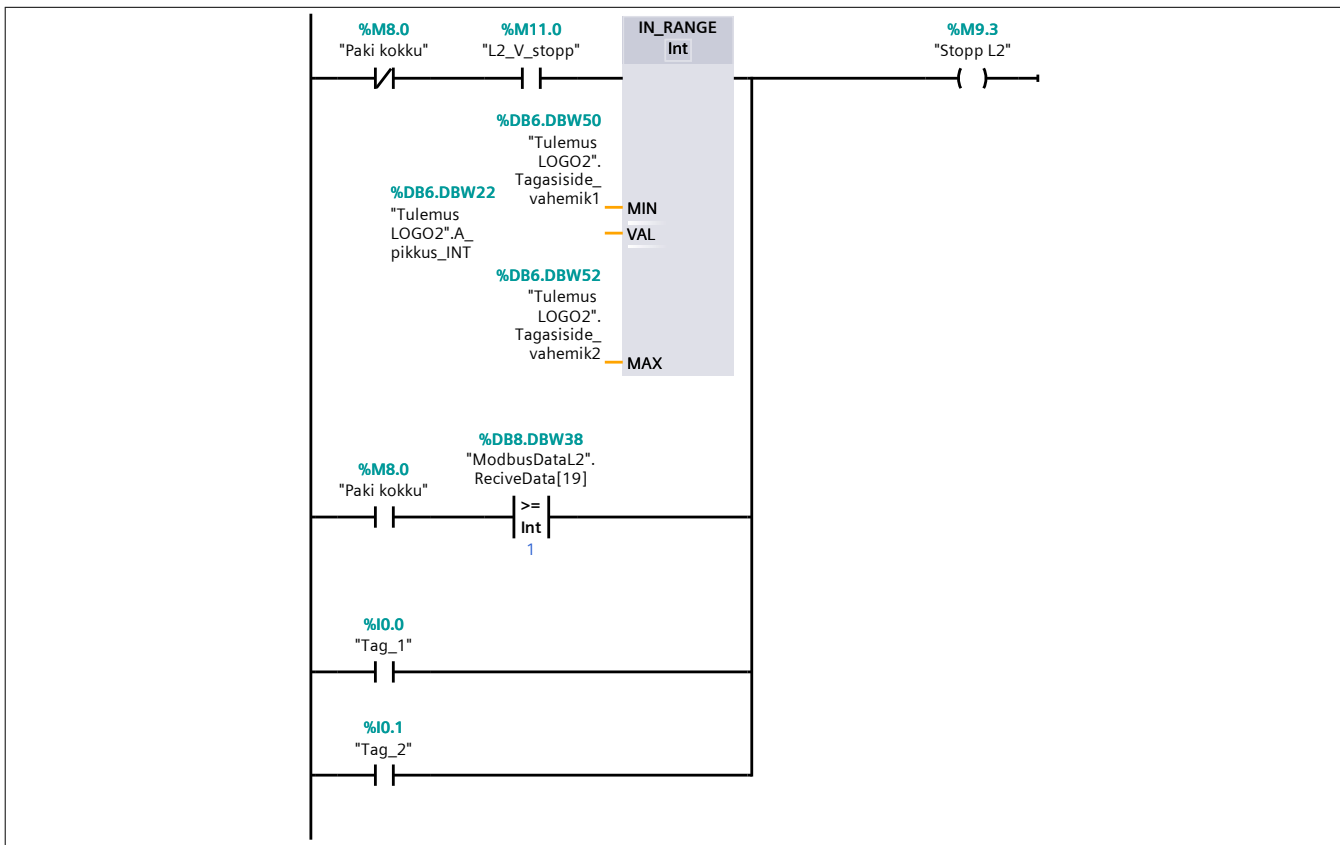 %M8.0
"Paki kokku"
%M11.0
"L2_V_stopp"
IN_RANGE
Int
%M9.3
"Stopp L2"
%DB6.DBW50
"Tulemus
LOGO2".
Tagasiside_
vahemik1
MIN
%DB6.DBW22
"Tulemus
LOGO2".A_
pikkus_INT
VAL
%DB6.DBW52
"Tulemus
LOGO2".
Tagasiside_
vahemik2
MAX
%M8.0
"Paki kokku"
%DB8.DBW38
"ModbusDataL2".
ReciveData[19]
>=
Int
1
%I0.0
"Tag_1"
%I0.1
"Tag_2"